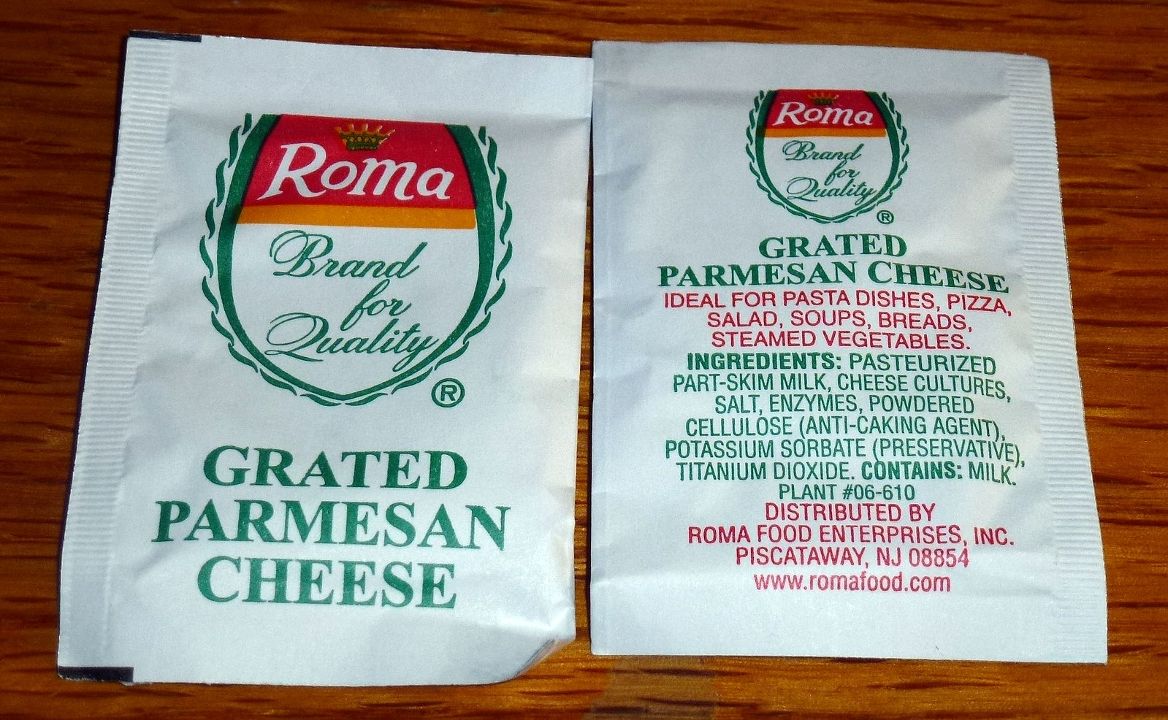 Roma
Brand
for
Quality
®
GRATED
PARMESAN
CHEESE
Roma
Brand
for
Quality
®
GRATED
PARMESAN CHEESE
IDEAL FOR PASTA DISHES, PIZZA,
SALAD, SOUPS, BREADS,
STEAMED VEGETABLES.
INGREDIENTS: PASTEURIZED
PART-SKIM MILK, CHEESE CULTURES,
SALT, ENZYMES, POWDERED
CELLULOSE (ANTI-CAKING AGENT),
POTASSIUM SORBATE (PRESERVATIVE),
TITANIUM DIOXIDE. CONTAINS: MILK.
PLANT #06-610
DISTRIBUTED BY
ROMA FOOD ENTERPRISES, INC.
PISCATAWAY, NJ 08854
www.romafood.com